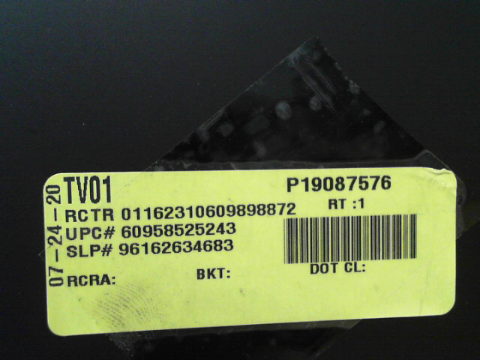 07-24-20
TV01 P19087576
RCTR 01162310609898872 RT :1
UPC# 60958525243
SLP# 96162634683
RCRA: BKT: DOT CL: